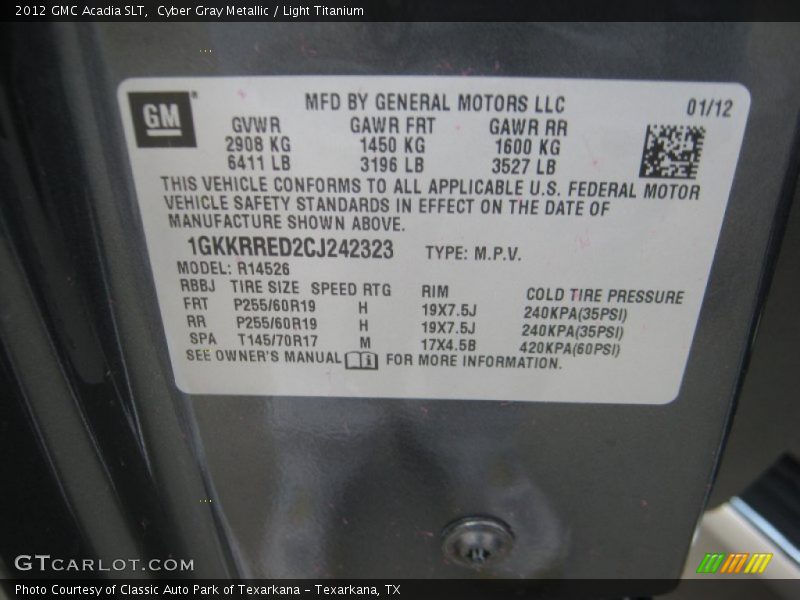 2012 GMC Acadia SLT, Cyber Gray Metallic / Light Titanium
GM
MFD BY GENERAL MOTORS LLC 01/12
GVWR GAWR FRT GAWR RR
2908 KG 1450 KG 1600 KG
6411 LB 3196 LB 3527 LB
THIS VEHICLE CONFORMS TO ALL APPLICABLE U.S. FEDERAL MOTOR
VEHICLE SAFETY STANDARDS IN EFFECT ON THE DATE OF
MANUFACTURE SHOWN ABOVE.
1GKKRRED2CJ242323 TYPE: M.P.V.
MODEL: R14526
RBBJ TIRE SIZE SPEED RTG RIM COLD TIRE PRESSURE
FRT P255/60R19 H 19X7.5J 240KPA(35PSI)
RR P255/60R19 H 19X7.5J 240KPA(35PSI)
SPA T145/70R17 M 17X4.5B 420KPA(60PSI)
SEE OWNER'S MANUAL FOR MORE INFORMATION.
GTCARLOT.COM
Photo Courtesy of Classic Auto Park of Texarkana - Texarkana, TX